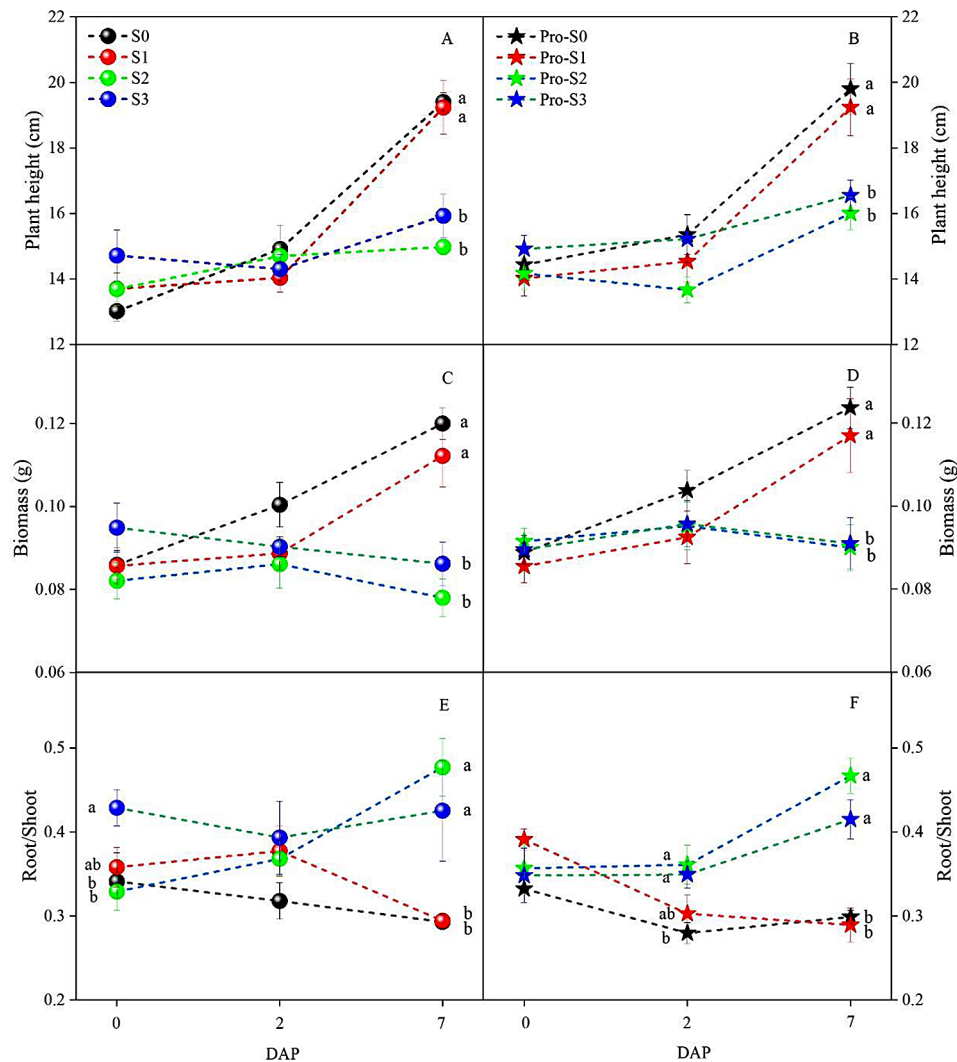 22 A B 22
S0 Pro-S0
S1 Pro-S1
20 S2 Pro-S2 20
S3 Pro-S3
a a
a a
18 18
Plant height (cm) Plant height (cm)
16 b b 16
b b
14 14
12 12
C D
a a
0.12 a a 0.12
Biomass (g) Biomass (g)
0.10 0.10
b b
0.08 b b 0.08
0.06 0.06
E F
0.5 a a 0.5
Root/Shoot Root/Shoot
a a a
0.4 0.4
ab a
b a
b ab b b
0.3 b b b 0.3
0.2 0.2
0 2 7 0 2 7
DAP DAP